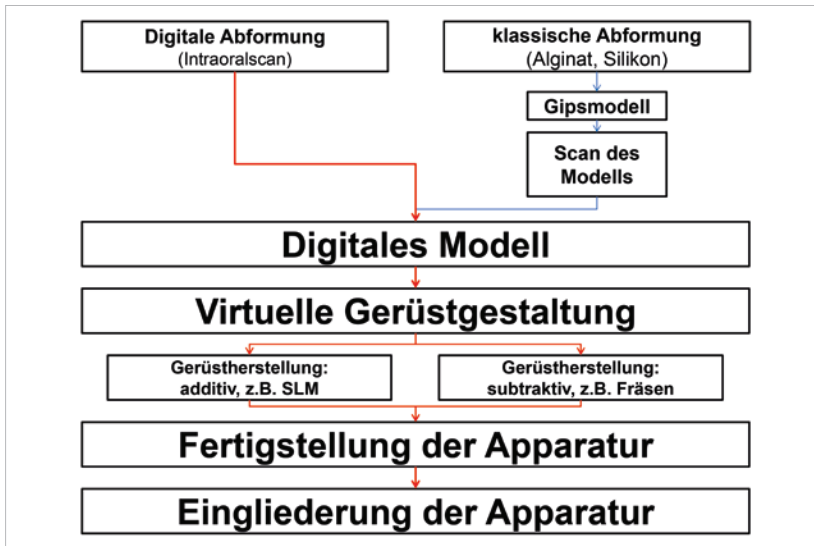 Digitale Abformung
(Intraoralscan)
klassische Abformung
(Alginat, Silikon)
Gipsmodell
Scan des
Modells
Digitales Modell
Virtuelle Gerüstgestaltung
Gerüstherstellung:
additiv, z.B. SLM
Gerüstherstellung:
subtraktiv, z.B. Fräsen
Fertigstellung der Apparatur
Eingliederung der Apparatur